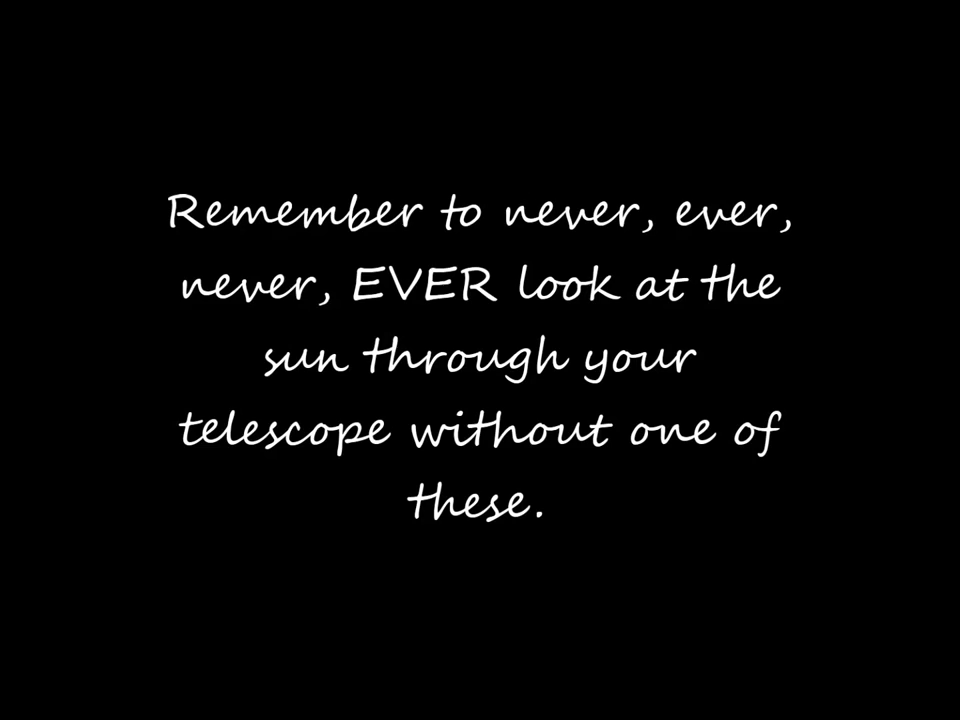 Remember to never, ever,
never, EVER look at the
sun through your
telescope without one of
these.